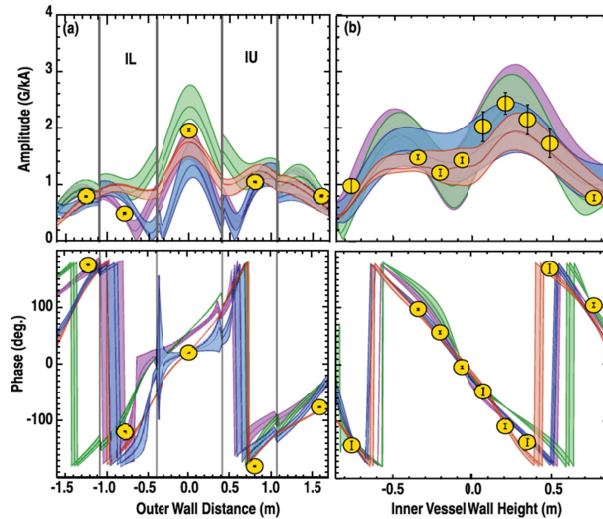 4
(a)
IL
IU
(b)
3
2
1
0
Amplitude (G/kA)
100
0
-100
Phase (deg.)
-1.5 -1.0 -0.5 0.0 0.5 1.0 1.5
-0.5 0.0 0.5
Outer Wall Distance (m)
Inner Vessel Wall Height (m)